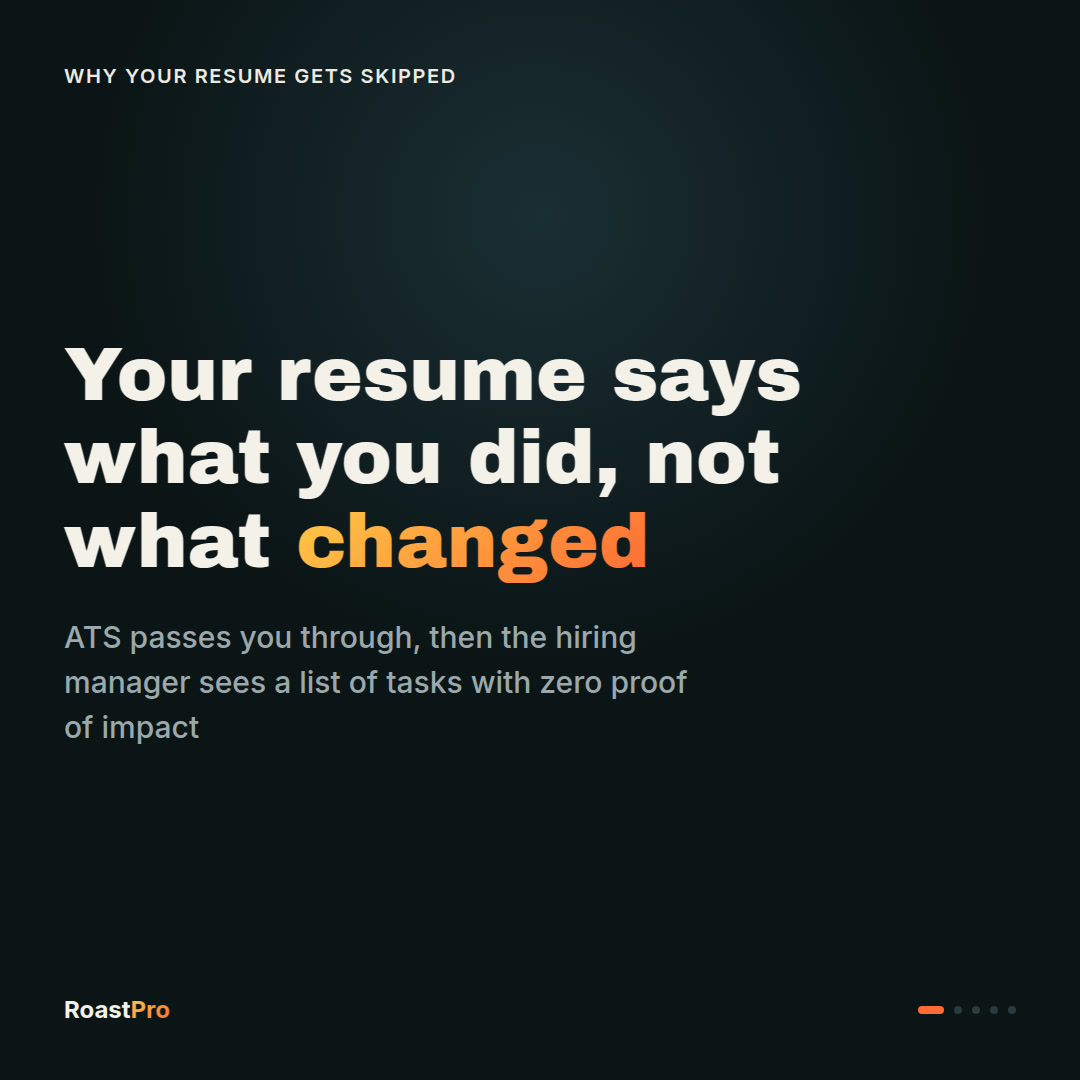 WHY YOUR RESUME GETS SKIPPED
Your resume says
what you did, not
what changed
ATS passes you through, then the hiring
manager sees a list of tasks with zero proof
of impact
RoastPro